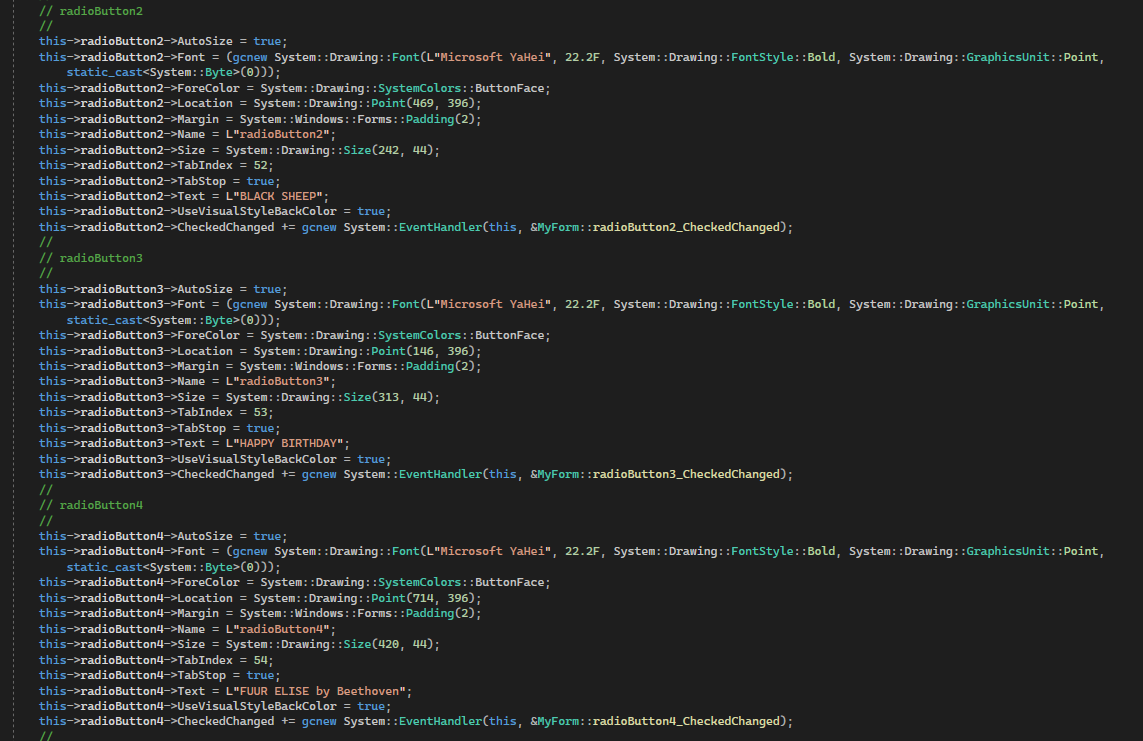 // radioButton2
//
this->radioButton2->AutoSize = true;
this->radioButton2->Font = (gcnew System::Drawing::Font(L"Microsoft YaHei", 22.2F, System::Drawing::FontStyle::Bold, System::Drawing::GraphicsUnit::Point,
static_cast<System::Byte>(0)));
this->radioButton2->ForeColor = System::Drawing::SystemColors::ButtonFace;
this->radioButton2->Location = System::Drawing::Point(469, 396);
this->radioButton2->Margin = System::Windows::Forms::Padding(2);
this->radioButton2->Name = L"radioButton2";
this->radioButton2->Size = System::Drawing::Size(242, 44);
this->radioButton2->TabIndex = 52;
this->radioButton2->TabStop = true;
this->radioButton2->Text = L"BLACK SHEEP";
this->radioButton2->UseVisualStyleBackColor = true;
this->radioButton2->CheckedChanged += gcnew System::EventHandler(this, &MyForm::radioButton2_CheckedChanged);
//
// radioButton3
//
this->radioButton3->AutoSize = true;
this->radioButton3->Font = (gcnew System::Drawing::Font(L"Microsoft YaHei", 22.2F, System::Drawing::FontStyle::Bold, System::Drawing::GraphicsUnit::Point,
static_cast<System::Byte>(0)));
this->radioButton3->ForeColor = System::Drawing::SystemColors::ButtonFace;
this->radioButton3->Location = System::Drawing::Point(146, 396);
this->radioButton3->Margin = System::Windows::Forms::Padding(2);
this->radioButton3->Name = L"radioButton3";
this->radioButton3->Size = System::Drawing::Size(313, 44);
this->radioButton3->TabIndex = 53;
this->radioButton3->TabStop = true;
this->radioButton3->Text = L"HAPPY BIRTHDAY";
this->radioButton3->UseVisualStyleBackColor = true;
this->radioButton3->CheckedChanged += gcnew System::EventHandler(this, &MyForm::radioButton3_CheckedChanged);
//
// radioButton4
//
this->radioButton4->AutoSize = true;
this->radioButton4->Font = (gcnew System::Drawing::Font(L"Microsoft YaHei", 22.2F, System::Drawing::FontStyle::Bold, System::Drawing::GraphicsUnit::Point,
static_cast<System::Byte>(0)));
this->radioButton4->ForeColor = System::Drawing::SystemColors::ButtonFace;
this->radioButton4->Location = System::Drawing::Point(714, 396);
this->radioButton4->Margin = System::Windows::Forms::Padding(2);
this->radioButton4->Name = L"radioButton4";
this->radioButton4->Size = System::Drawing::Size(420, 44);
this->radioButton4->TabIndex = 54;
this->radioButton4->TabStop = true;
this->radioButton4->Text = L"FUUR ELISE by Beethoven";
this->radioButton4->UseVisualStyleBackColor = true;
this->radioButton4->CheckedChanged += gcnew System::EventHandler(this, &MyForm::radioButton4_CheckedChanged);
//